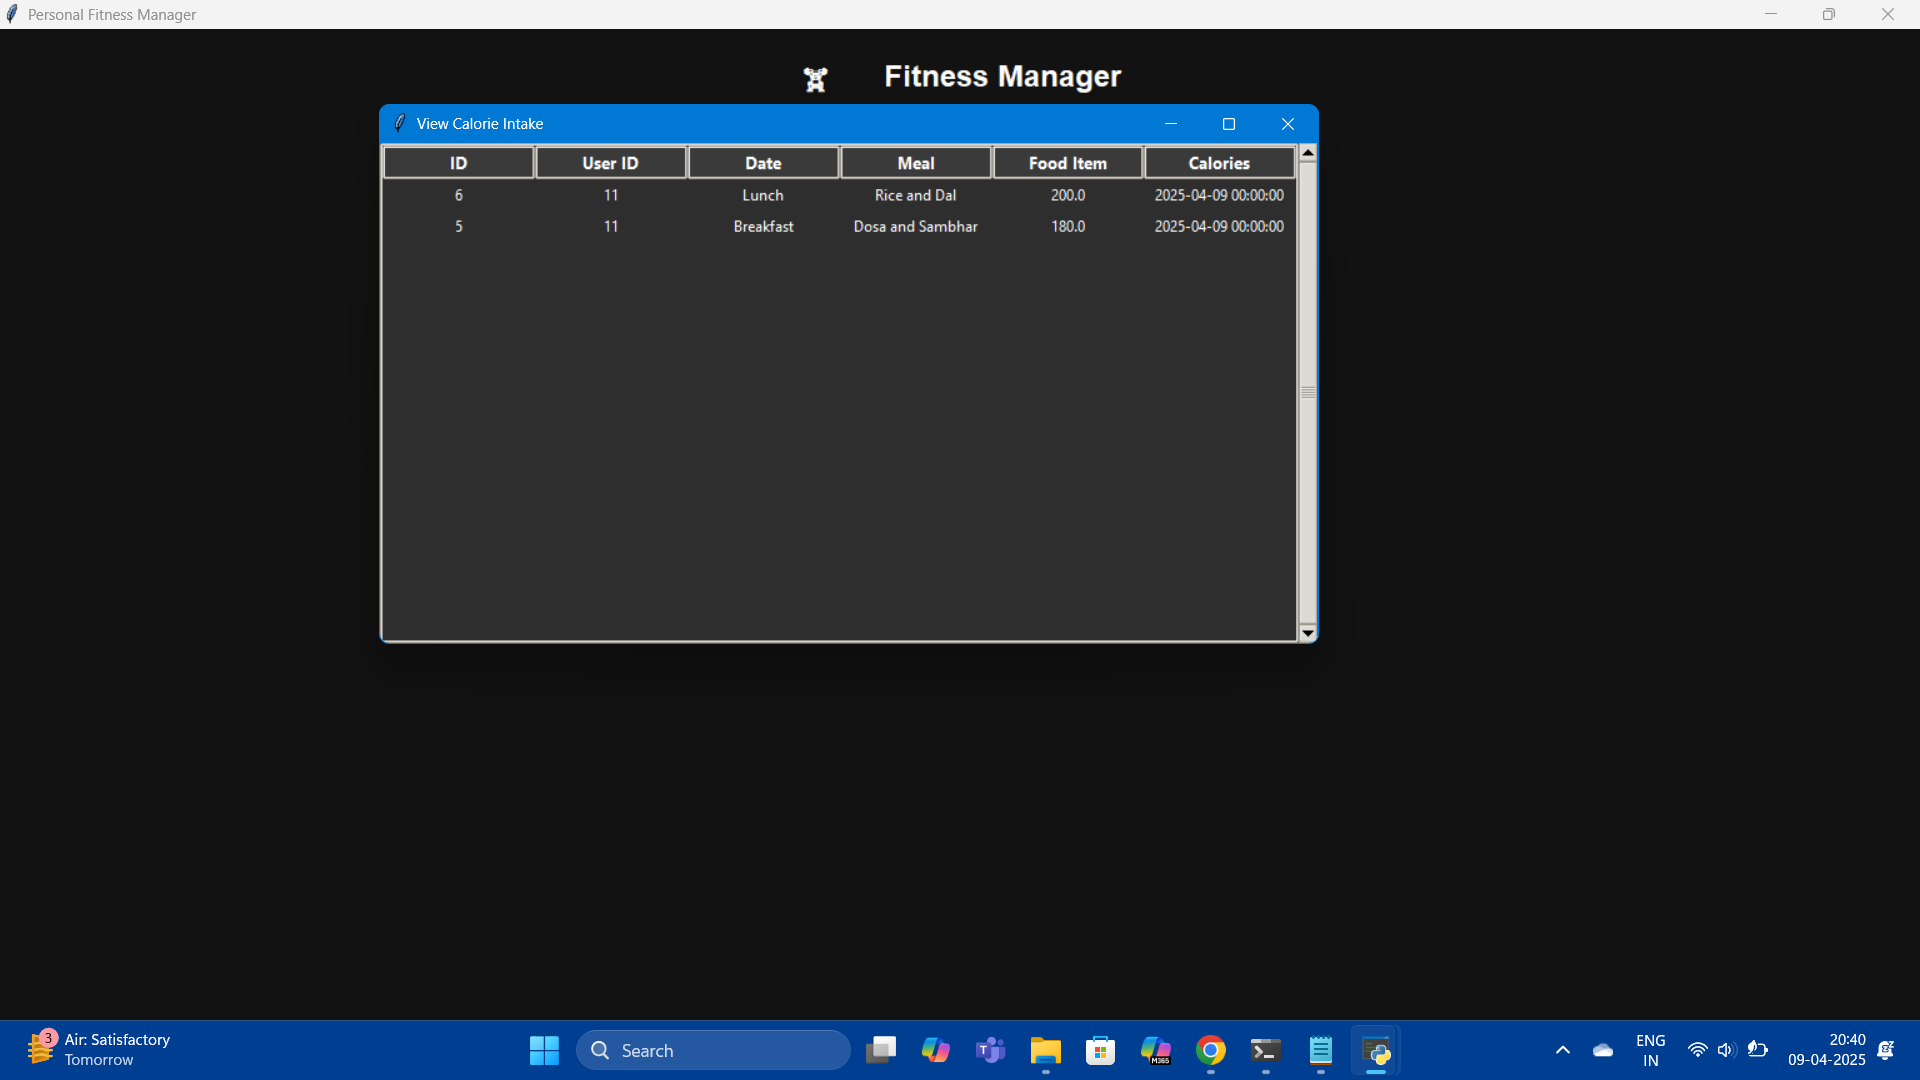 Personal Fitness Manager
Fitness Manager
View Calorie Intake
ID User ID Date Meal Food Item Calories
6 11 Lunch Rice and Dal 200.0 2025-04-09 00:00:00
5 11 Breakfast Dosa and Sambhar 180.0 2025-04-09 00:00:00
3
Air: Satisfactory
Tomorrow
Search
T
M365
ENG
IN
20:40
09-04-2025